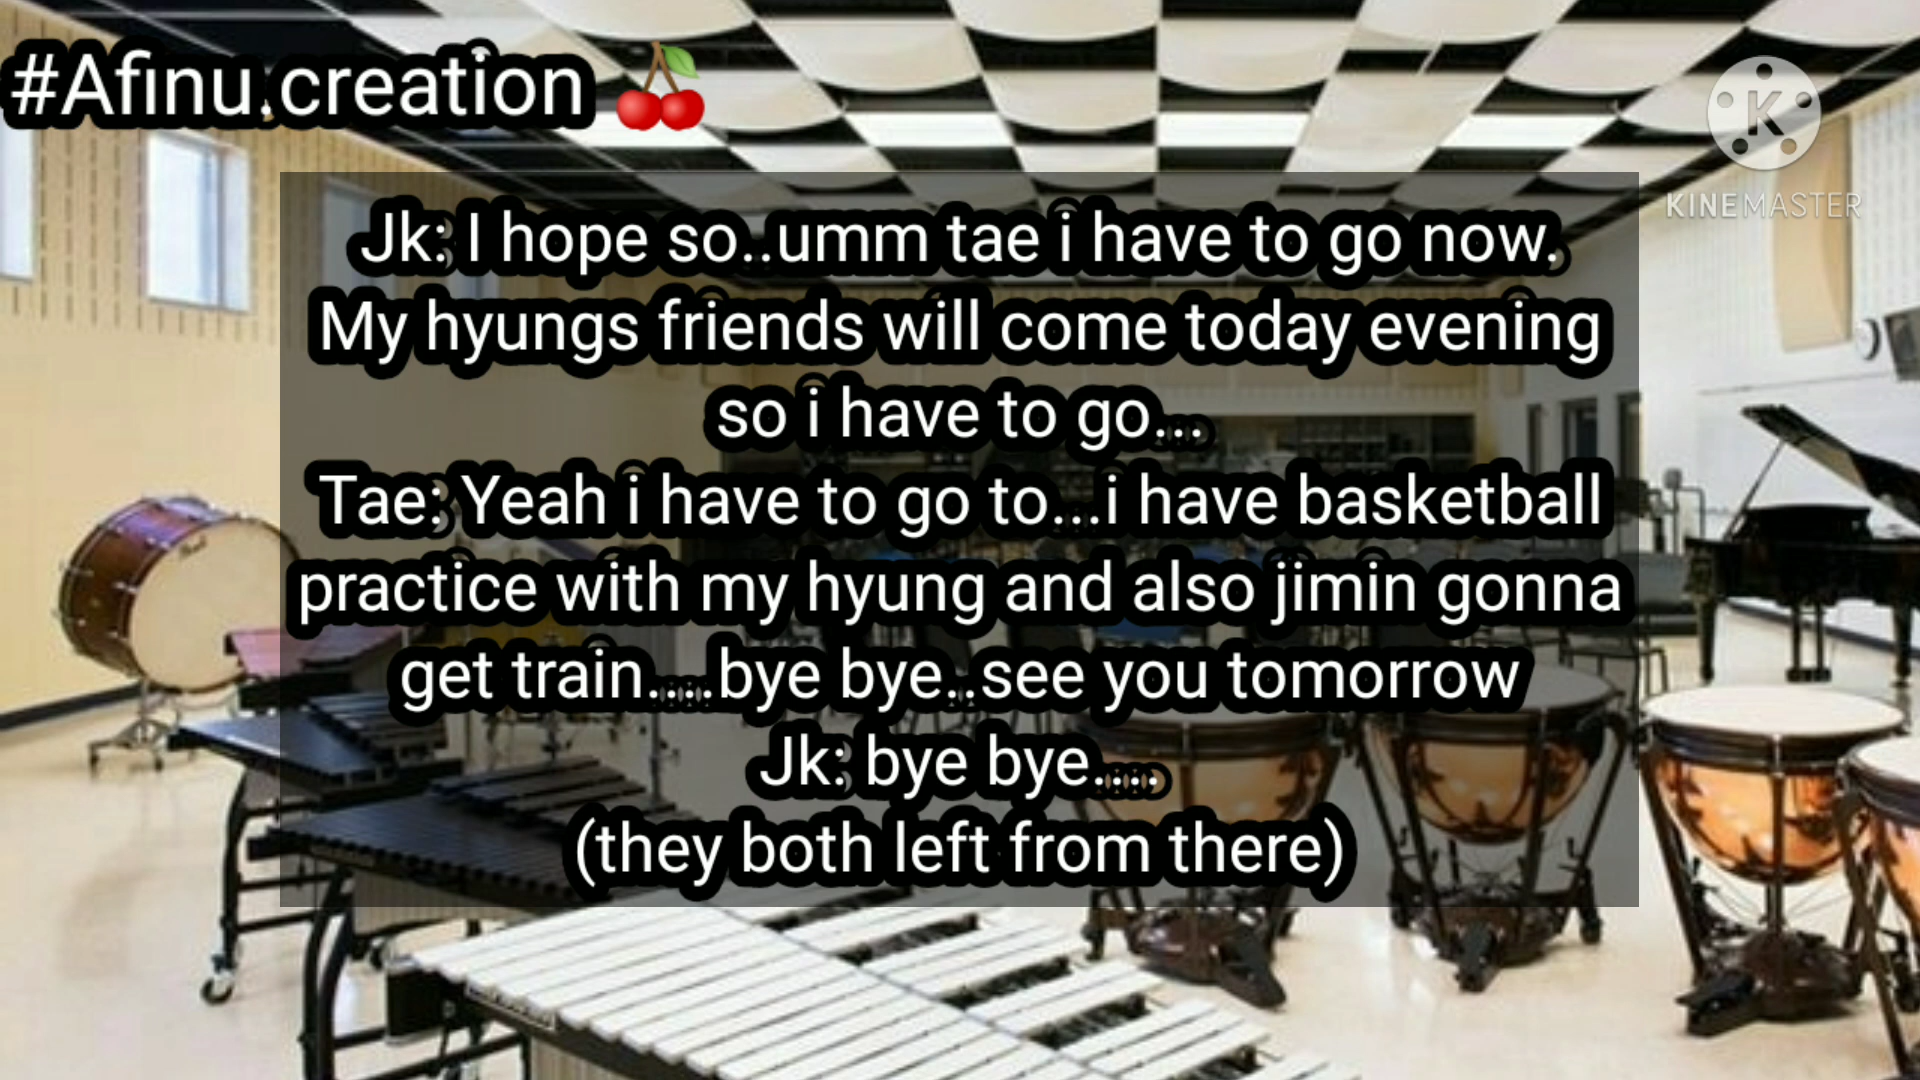 #Afinu.creation 🍒
K
KINEMASTER
Jk: I hope so..umm tae i have to go now.
My hyungs friends will come today evening
so i have to go...
Tae: Yeah i have to go to...i have basketball
practice with my hyung and also jimin gonna
get train....bye bye..see you tomorrow
Jk: bye bye....
(they both left from there)